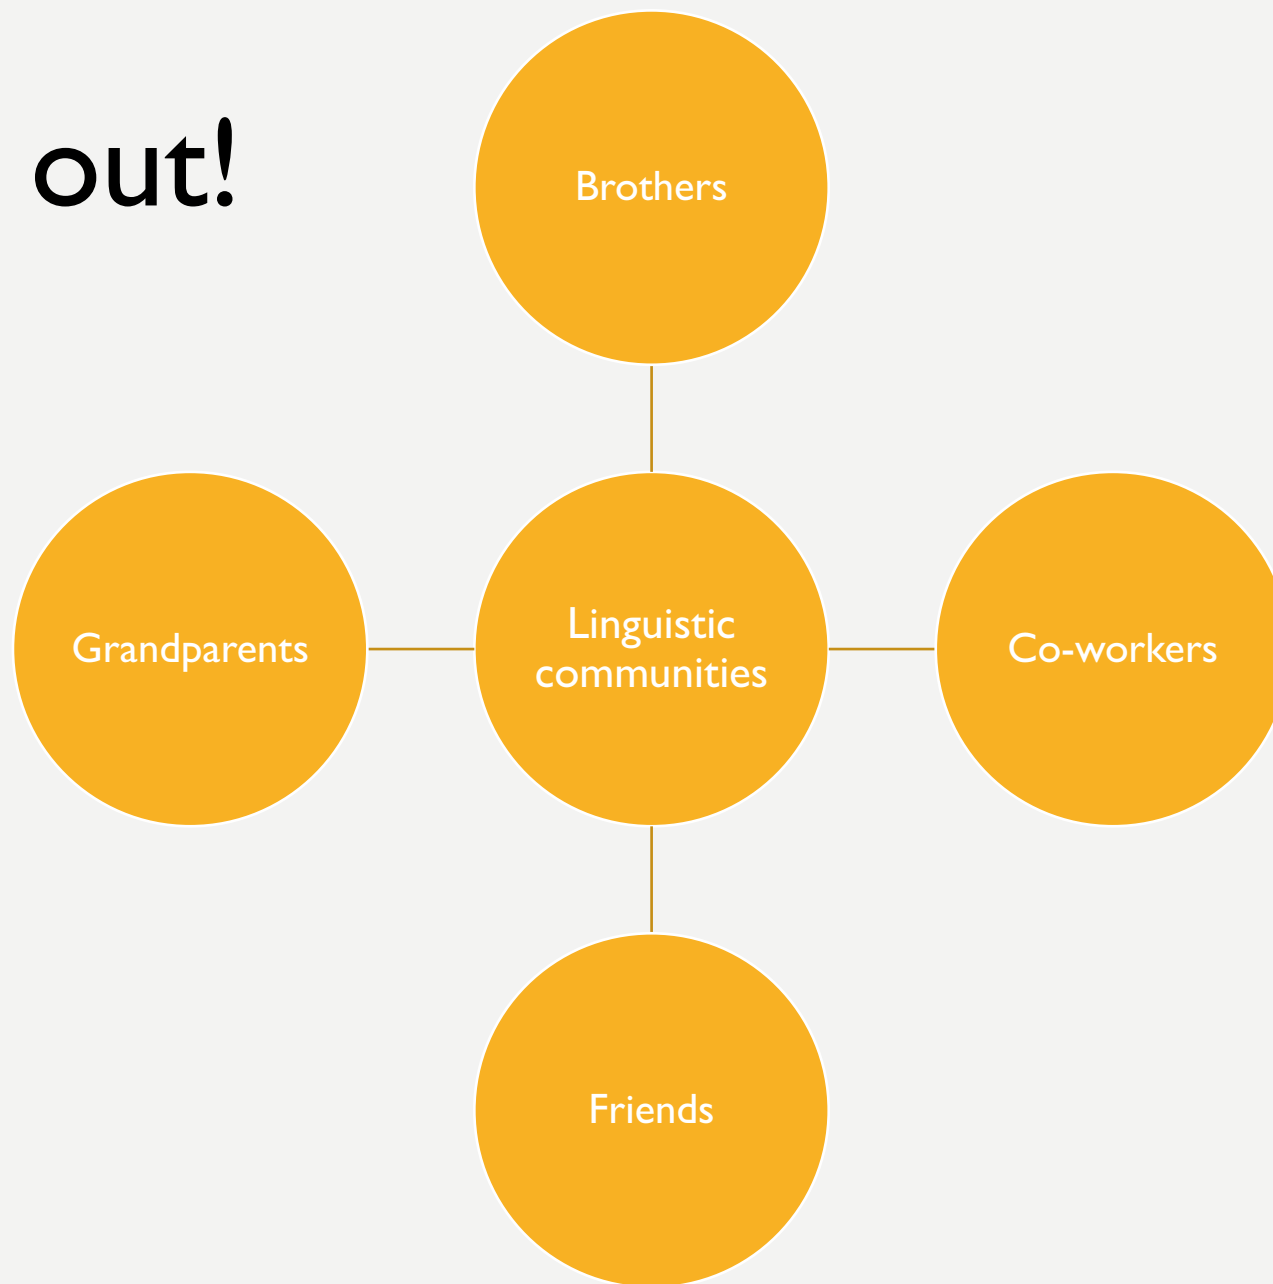 out!
Brothers
Grandparents
Linguistic
communities
Co-workers
Friends